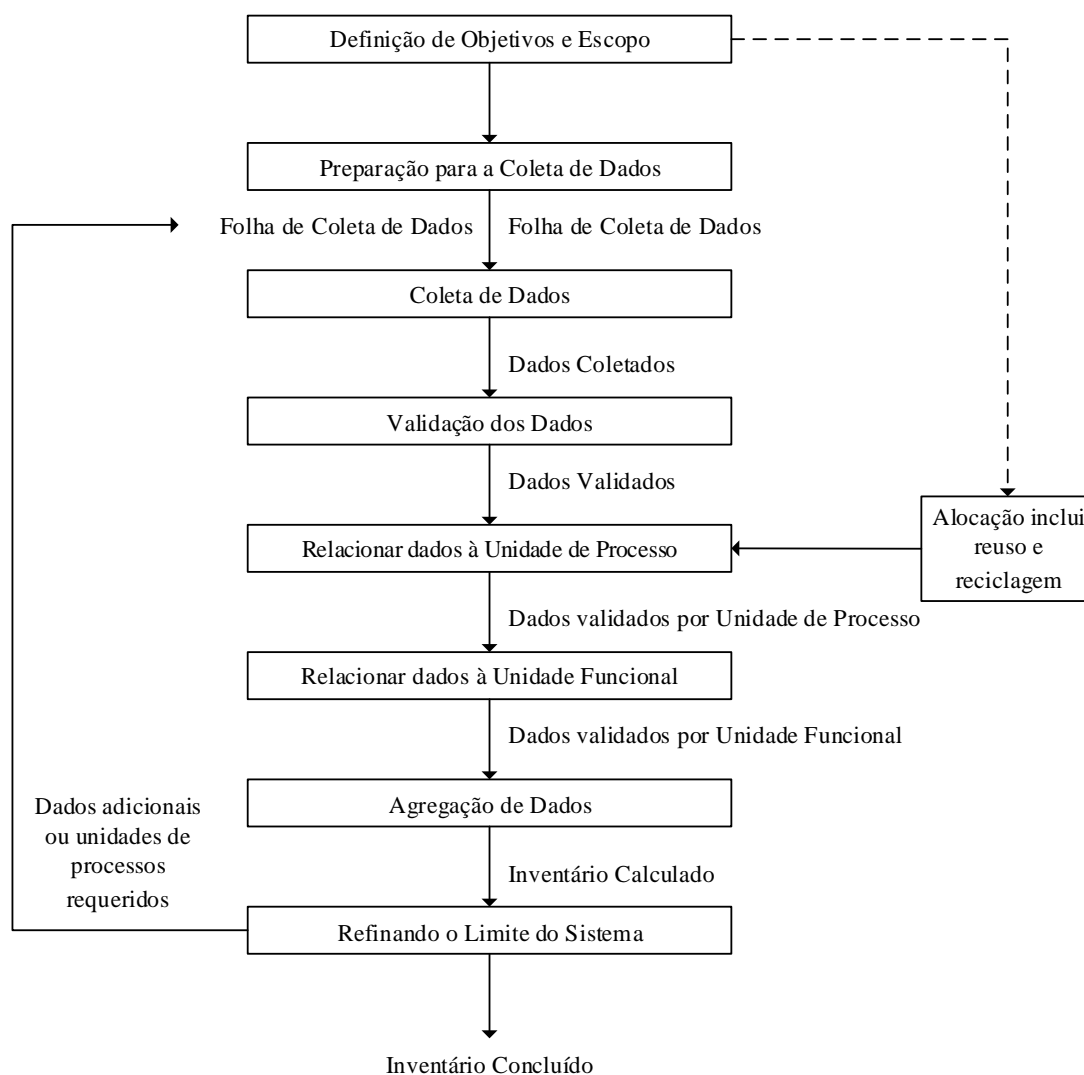 Definição de Objetivos e Escopo
Preparação para a Coleta de Dados
Folha de Coleta de Dados
Folha de Coleta de Dados
Coleta de Dados
Dados Coletados
Validação dos Dados
Dados Validados
Alocação inclui
reuso e
reciclagem
Relacionar dados à Unidade de Processo
Dados validados por Unidade de Processo
Relacionar dados à Unidade Funcional
Dados validados por Unidade Funcional
Agregação de Dados
Dados adicionais
ou unidades de
processos
requeridos
Inventário Calculado
Refinando o Limite do Sistema
Inventário Concluído